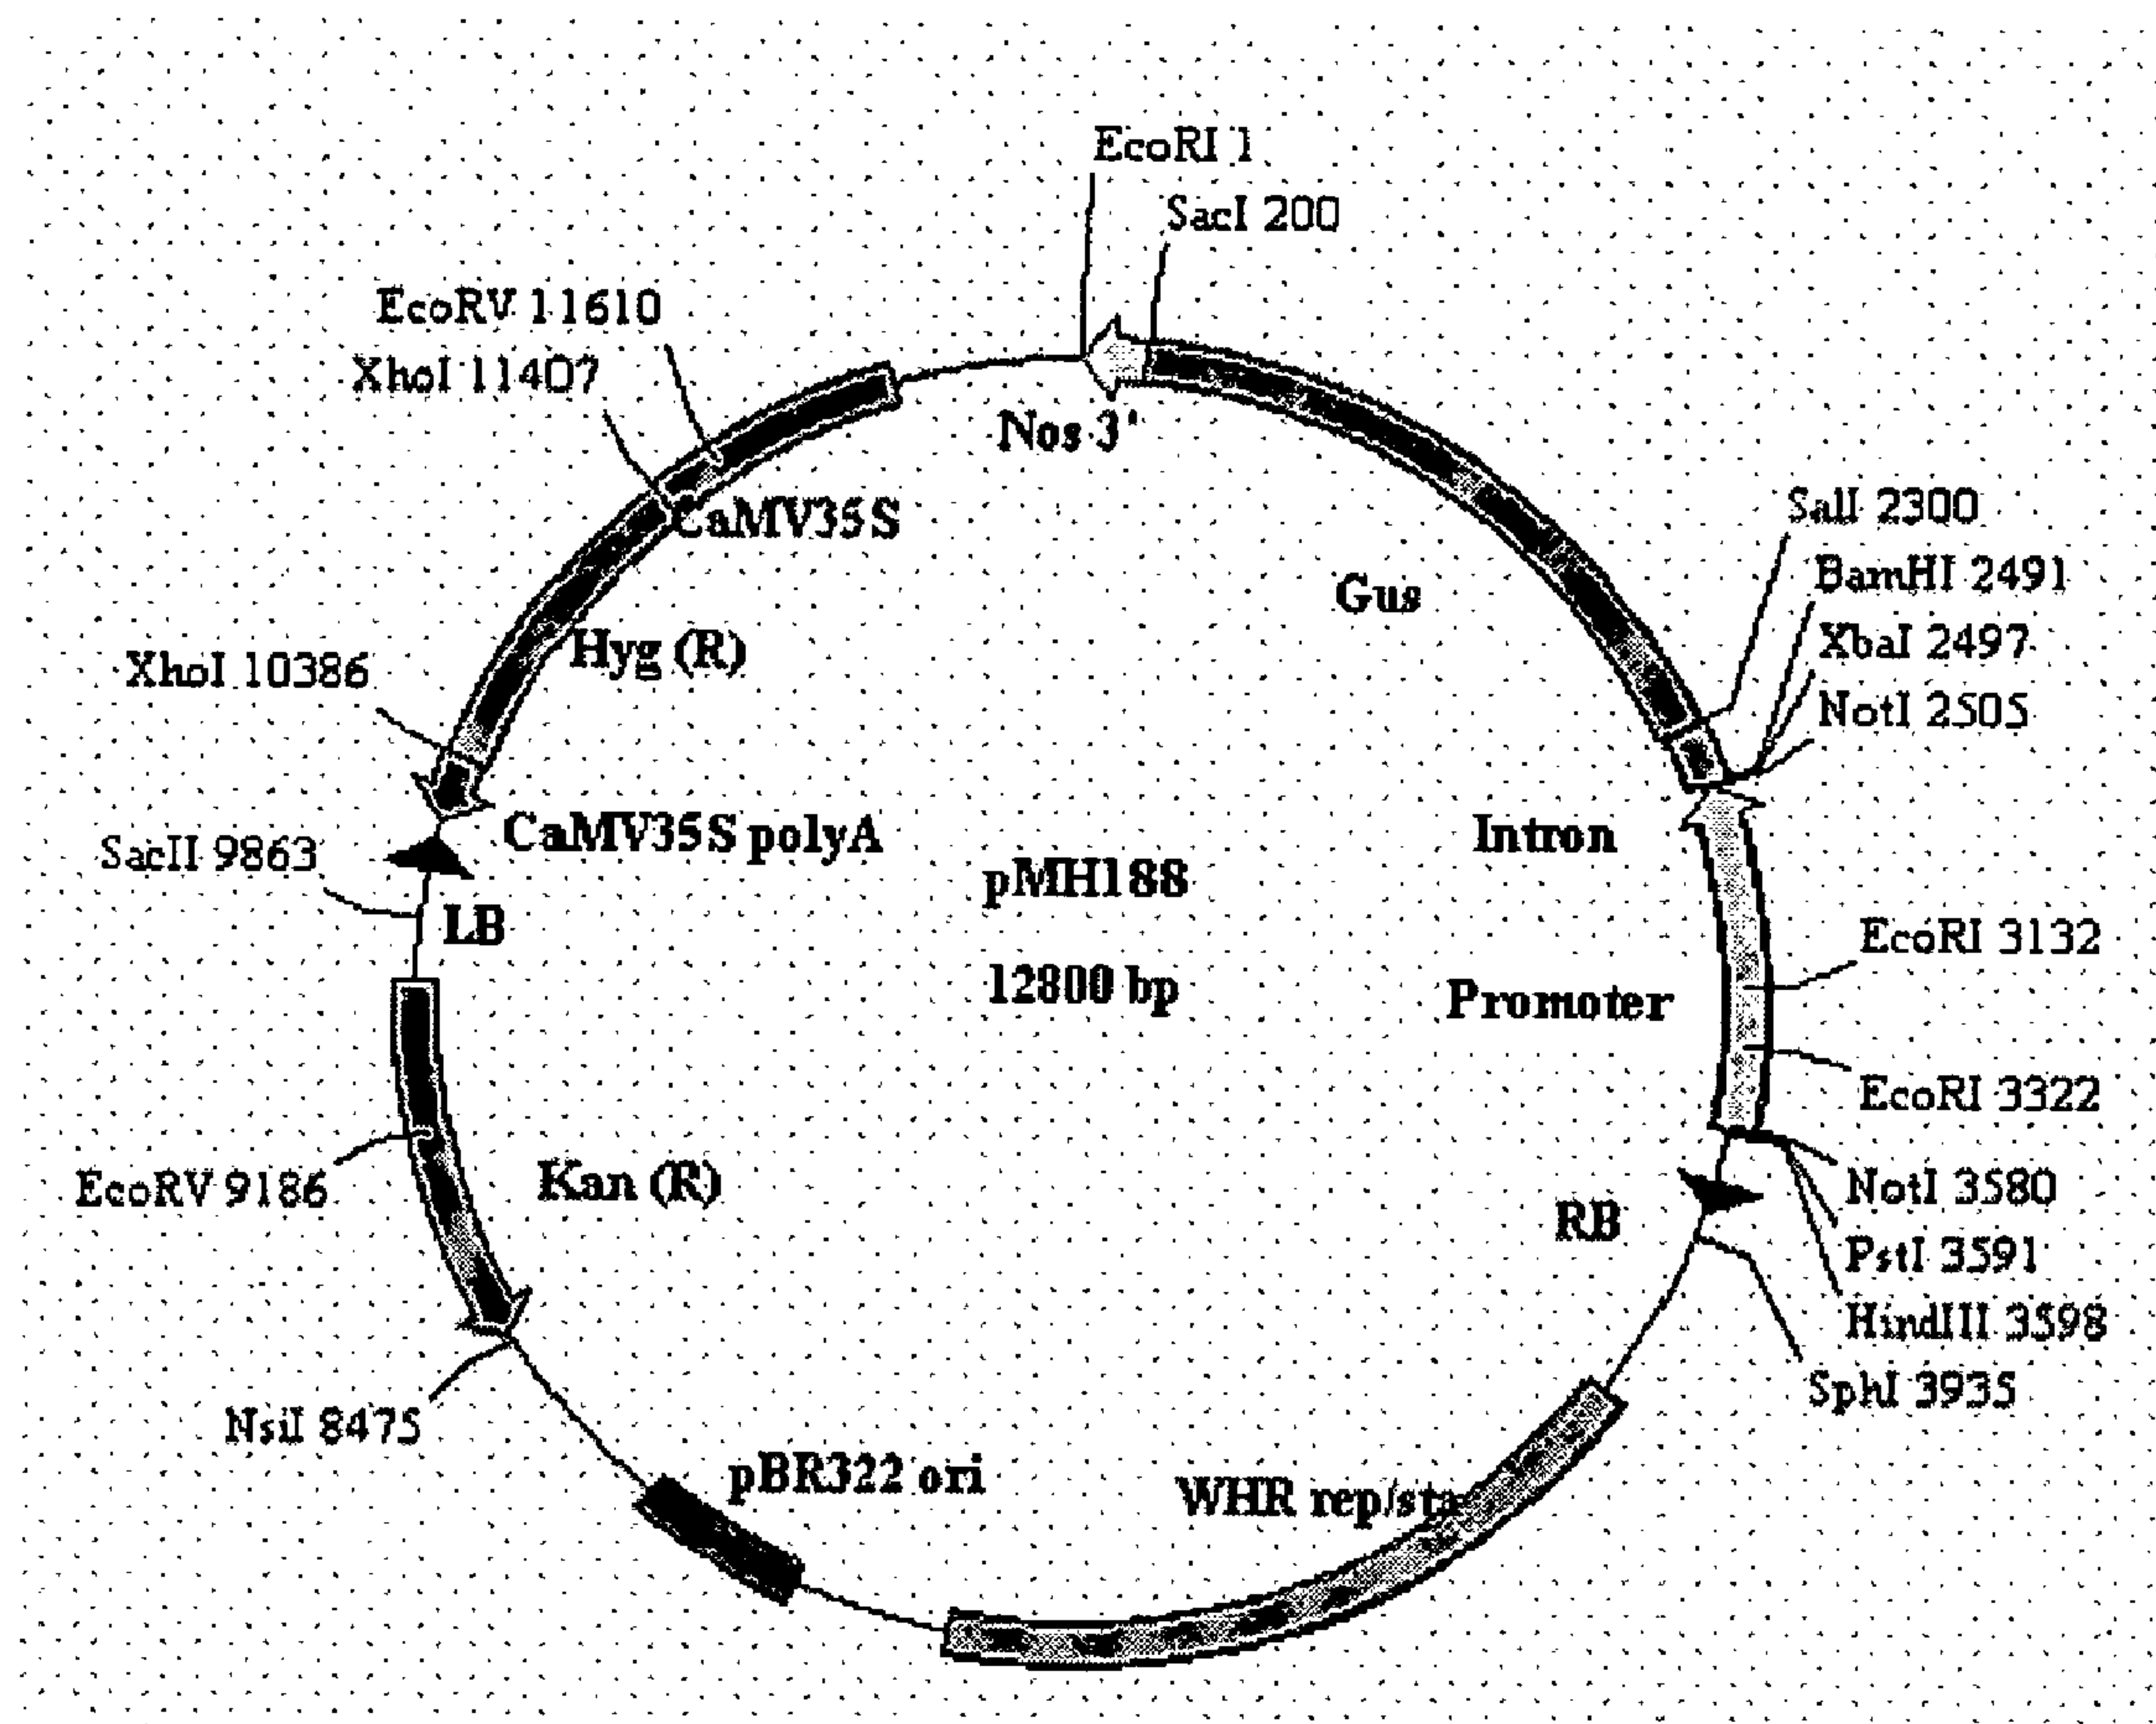 EcoRI 1
SacI 200
EcoRV 11610
XhoI 11407
Nos 3'
CaMV35S
SalI 2300
BamHI 2491
Gus
XbaI 2497
Hyg (R)
XhoI 10386
NotI 2505
CaMV35S polyA
Intron
SacII 9863
pMH188
LB
EcoRI 3132
12800 bp
Promoter
EcoRI 3322
Kan (R)
EcoRV 9186
NotI 3580
RB
PstI 3591
HindIII 3598
SphI 3935
NsiI 8475
pBR322 ori
WHR rep/sta